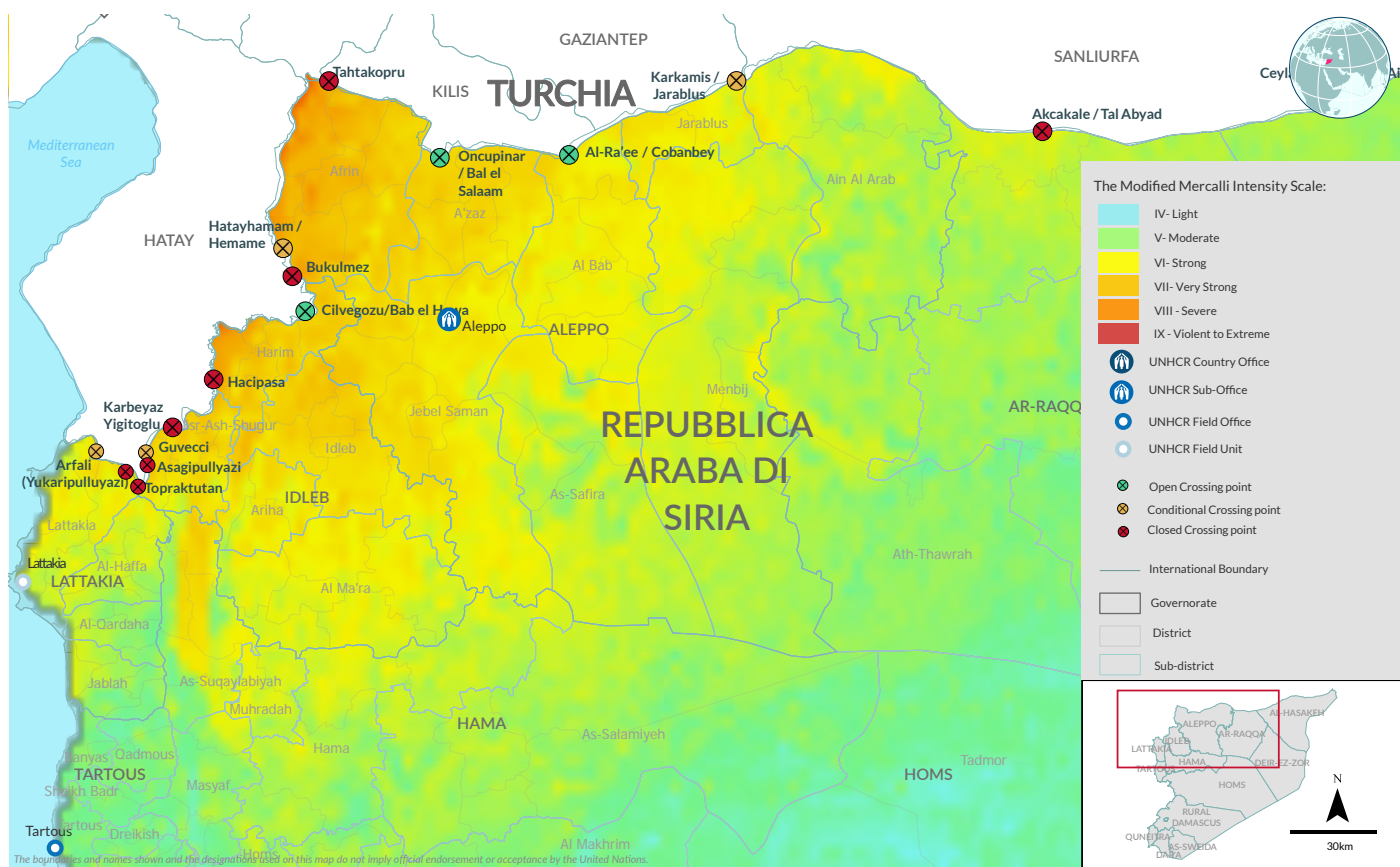 GAZIANTEP
SANLIURFA
Tahtakopru
KILIS
TURCHIA
Karkamis /
Jarablus
Akcakale / Tal Abyad
Mediterranean
Sea
Jarablus
Afrin
Oncupinar
/ Bal el
Salaam
Al-Ra'ee / Cobanbey
Ain Al Arab
A'zaz
HATAY
Hatayhamam /
Hemame
Bukulmez
Al Bab
Cilvegozu/Bab el Hawa
Aleppo
ALEPPO
Harim
Hacipasa
Menbij
Jebel Saman
AR-RAQQ
Karbeyaz
Yigitoglu
REPUBBLICA
ARABA DI
SIRIA
Guvecci
Idleb
Arfali
(Yukaripulluyazi)
Asagipullyazi
Topraktutan
IDLEB
Ariha
As-Safira
Lattakia
Ath-Thawrah
Lattakia
LATTAKIA
Al-Haffa
Al Ma'ra
Al-Qardaha
Jablah
As-Suqaylabiyah
Muhradah
HAMA
As-Salamiyeh
Hama
Qadmous
TARTOUS
Masyaf
HOMS
Tadmor
Tartous
Dreikish
Homs
Al Makhrim
The boundaries and names shown and the designations used on this map do not imply official endorsement or acceptance by the United Nations.
The Modified Mercalli Intensity Scale:
IV- Light
V- Moderate
VI- Strong
VII- Very Strong
VIII - Severe
IX - Violent to Extreme
UNHCR Country Office
UNHCR Sub-Office
UNHCR Field Office
UNHCR Field Unit
Open Crossing point
Conditional Crossing point
Closed Crossing point
International Boundary
Governorate
District
Sub-district
AL-HASAKEH
ALEPPO
AR-RAQQA
IDLEB
LATTAKIA
HAMA
DEIR-EZ-ZOR
TARTOUS
HOMS
RURAL
DAMASCUS
QUNEITRA
AS-SWEIDA
DARA
N
30km